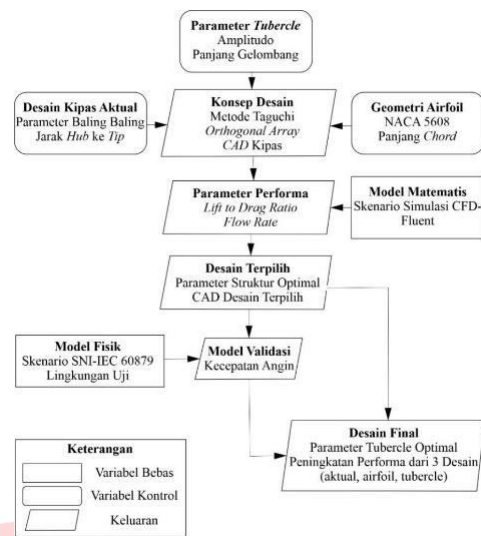 Parameter Tubercle
Amplitudo
Panjang Gelombang
Desain Kipas Aktual
Parameter Baling Baling
Jarak Hub ke Tip
Konsep Desain
Metode Taguchi
Orthogonal Array
CAD Kipas
Geometri Airfoil
NACA 5608
Panjang Chord
Parameter Performa
Lift to Drag Ratio
Flow Rate
Model Matematis
Skenario Simulasi CFD-
Fluent
Desain Terpilih
Parameter Struktur Optimal
CAD Desain Terpilih
Model Fisik
Skenario SNI-IEC 60879
Lingkungan Uji
Model Validasi
Kecepatan Angin
Desain Final
Parameter Tubercle Optimal
Peningkatan Performa dari 3 Desain
(aktual, airfoil, tubercle)
Keterangan
Variabel Bebas
Variabel Kontrol
Keluaran